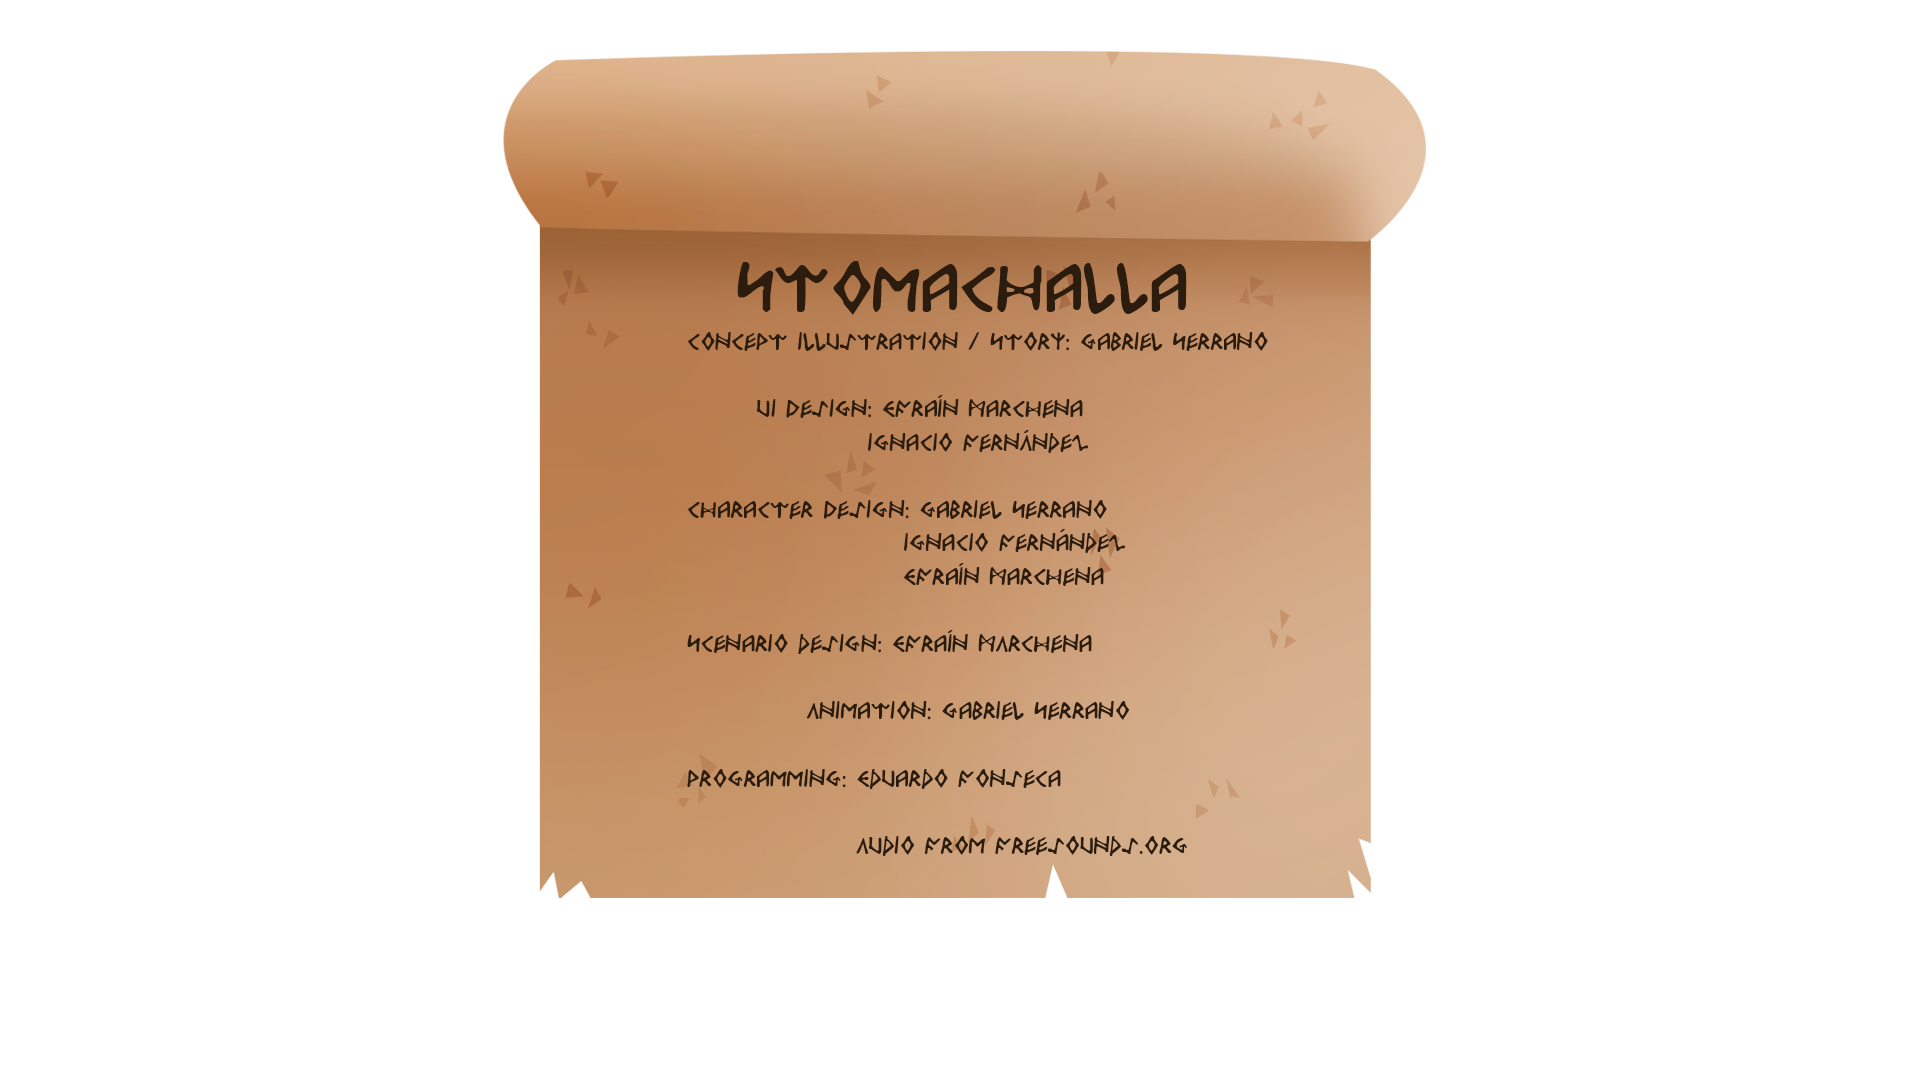 STOMACHALLA
CONCEPT ILLUSTRATION / STORY: GABRIEL SERRANO
UI DESIGN: EFRAÍN MARCHENA
IGNACIO FERNÁNDEZ
CHARACTER DESIGN: GABRIEL SERRANO
IGNACIO FERNÁNDEZ
EFRAÍN MARCHENA
SCENARIO DESIGN: EFRAÍN MARCHENA
ANIMATION: GABRIEL SERRANO
PROGRAMMING: EDUARDO FONSECA
AUDIO FROM FREESOUNDS.ORG